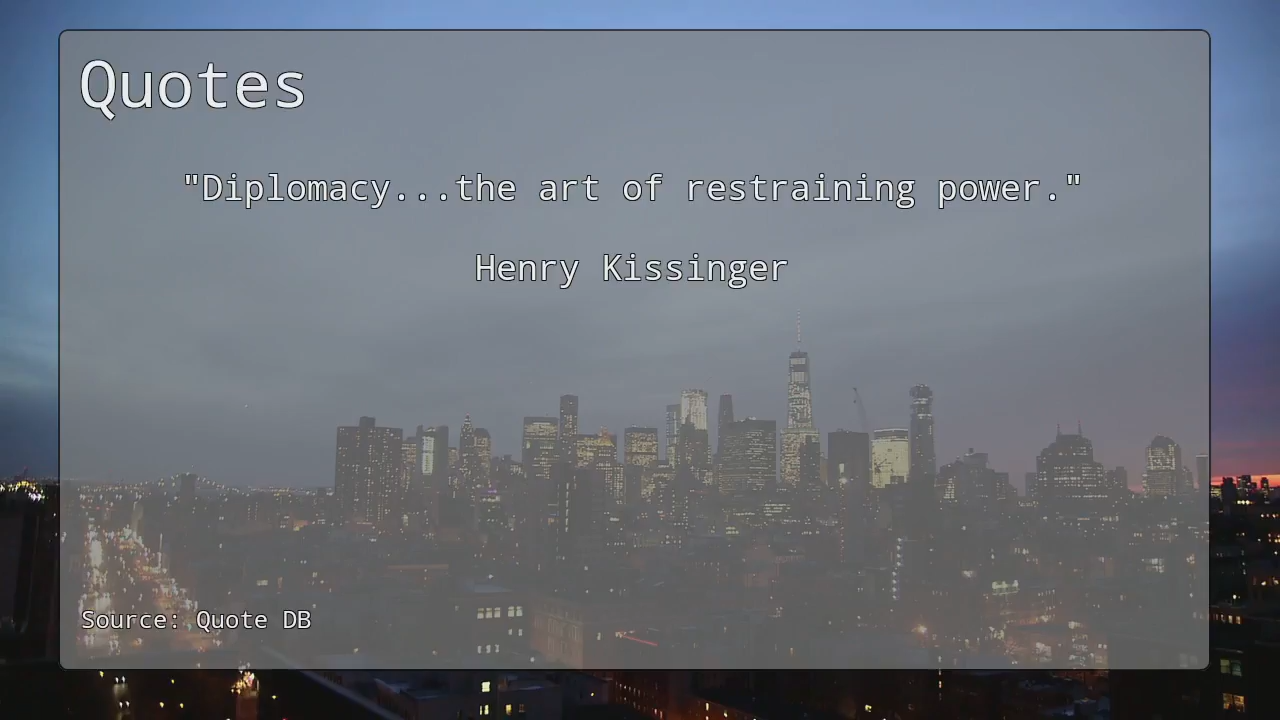 Quotes
"Diplomacy...the art of restraining power."
Henry Kissinger
Source: Quote DB